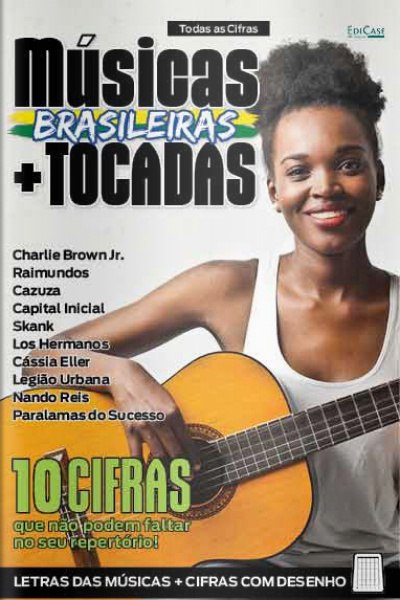 Todas as Cifras
EDICASE
Músicas
BRASILEIRAS
+ TOCADAS
Charlie Brown Jr.
Raimundos
Cazuza
Capital Inicial
Skank
Los Hermanos
Cássia Eller
Legião Urbana
Nando Reis
Paralamas do Sucesso
10 CIFRAS
que não podem faltar
no seu repertório!
LETRAS DAS MÚSICAS + CIFRAS COM DESENHO